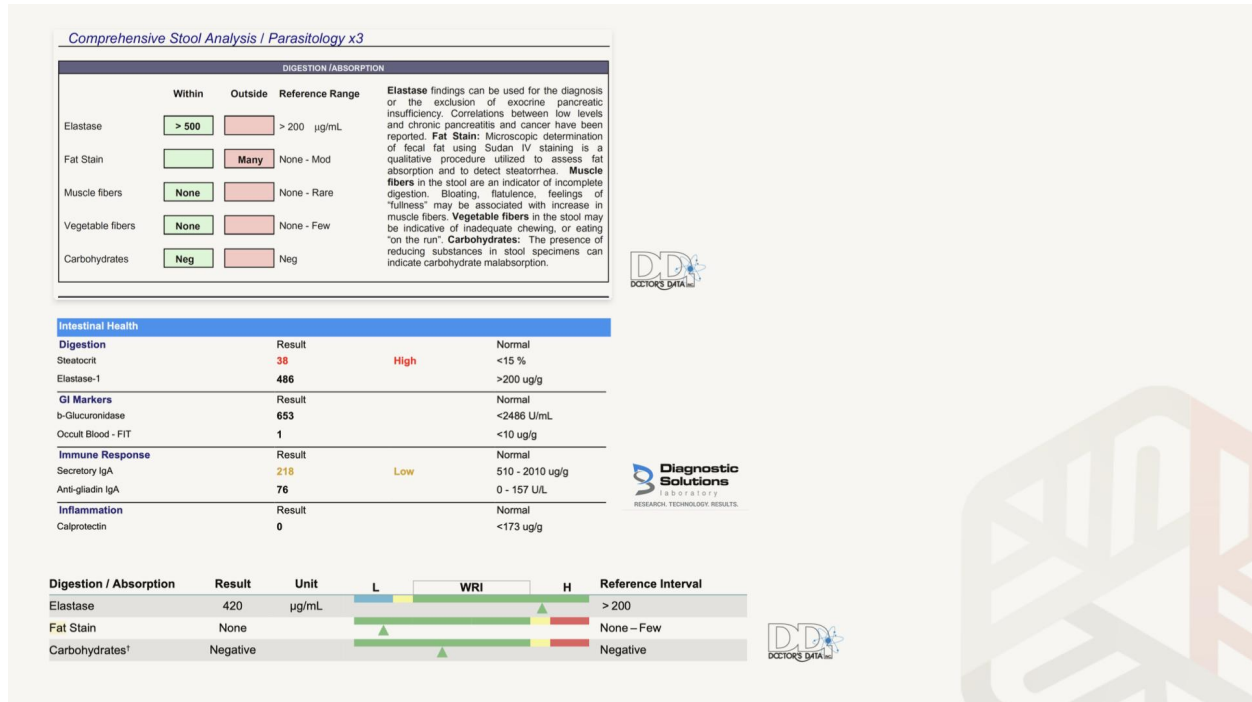 Comprehensive Stool Analysis / Parasitology x3
DIGESTION /ABSORPTION
Within Outside Reference Range
Elastase > 500 > 200 µg/mL
Fat Stain Many None - Mod
Muscle fibers None None - Rare
Vegetable fibers None None - Few
Carbohydrates Neg Neg
Elastase findings can be used for the diagnosis
or the exclusion of exocrine pancreatic
insufficiency. Correlations between low levels
and chronic pancreatitis and cancer have been
reported. Fat Stain: Microscopic determination
of fecal fat using Sudan IV staining is a
qualitative procedure utilized to assess fat
absorption and to detect steatorrhea. Muscle
fibers in the stool are an indicator of incomplete
digestion. Bloating, flatulence, feelings of
"fullness" may be associated with increase in
muscle fibers. Vegetable fibers in the stool may
be indicative of inadequate chewing, or eating
"on the run". Carbohydrates: The presence of
reducing substances in stool specimens can
indicate carbohydrate malabsorption.
DDI
DOCTOR'S DATA INC
Intestinal Health
Digestion Result Normal
Steatocrit 38 High <15 %
Elastase-1 486 >200 ug/g
GI Markers Result Normal
b-Glucuronidase 653 <2486 U/mL
Occult Blood - FIT 1 <10 ug/g
Immune Response Result Normal
Secretory IgA 218 Low 510 - 2010 ug/g
Anti-gliadin IgA 76 0 - 157 U/L
Inflammation Result Normal
Calprotectin 0 <173 ug/g
Diagnostic
Solutions
laboratory
RESEARCH. TECHNOLOGY. RESULTS.
Digestion / Absorption Result Unit L WRI H Reference Interval
Elastase 420 µg/mL > 200
Fat Stain None None – Few
Carbohydrates† Negative Negative
DDI
DOCTOR'S DATA INC